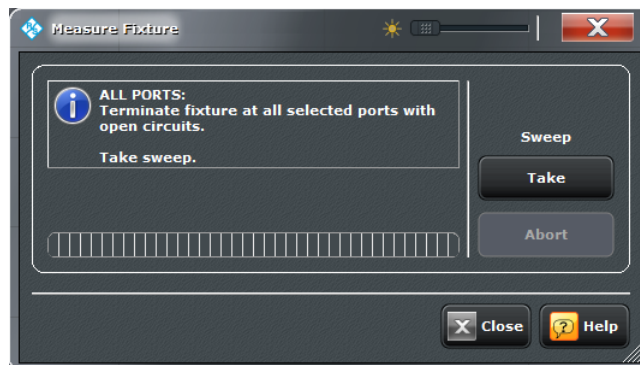 Measure Fixture
ALL PORTS:
Terminate fixture at all selected ports with
open circuits.
Take sweep.
Sweep
Take
Abort
Close
Help